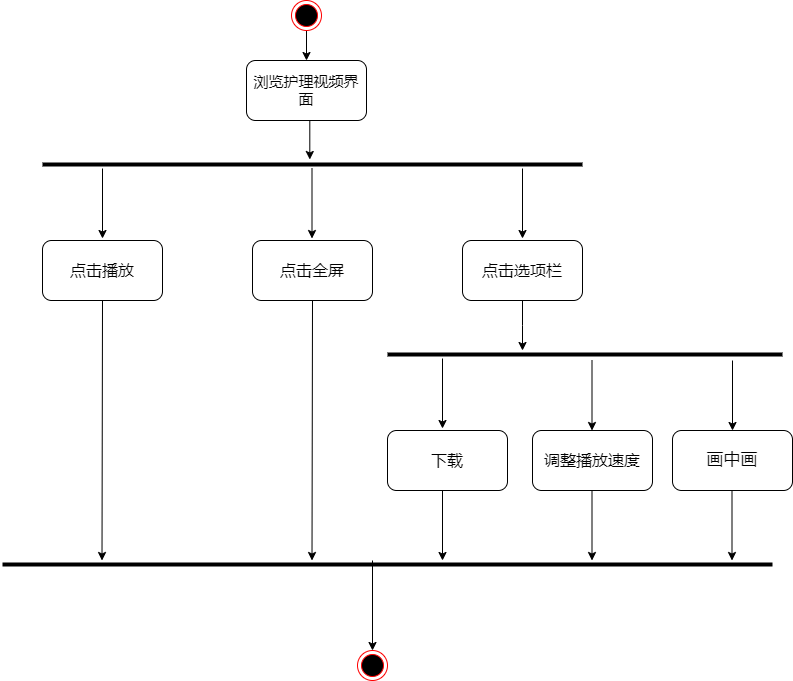 浏览护理视频界
面
点击播放
点击全屏
点击选项栏
下载
调整播放速度
画中画